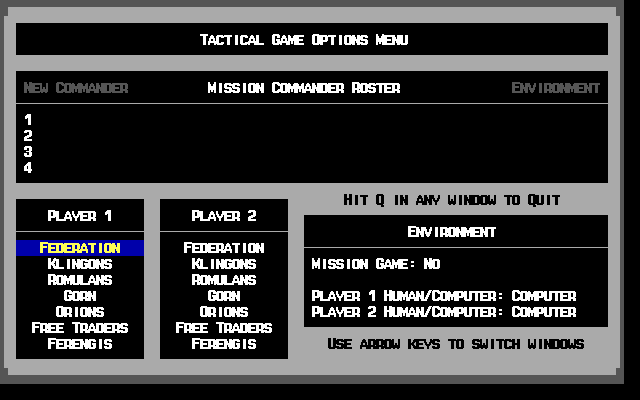 Tactical Game Options Menu
New Commander Mission Commander Roster Environment
1
2
3
4
Hit Q in any window to Quit
Player 1
Federation
Klingons
Romulans
Gorn
Orions
Free Traders
Ferengis
Player 2
Federation
Klingons
Romulans
Gorn
Orions
Free Traders
Ferengis
Environment
Mission Game: No
Player 1 Human/Computer: Computer
Player 2 Human/Computer: Computer
Use arrow keys to switch windows